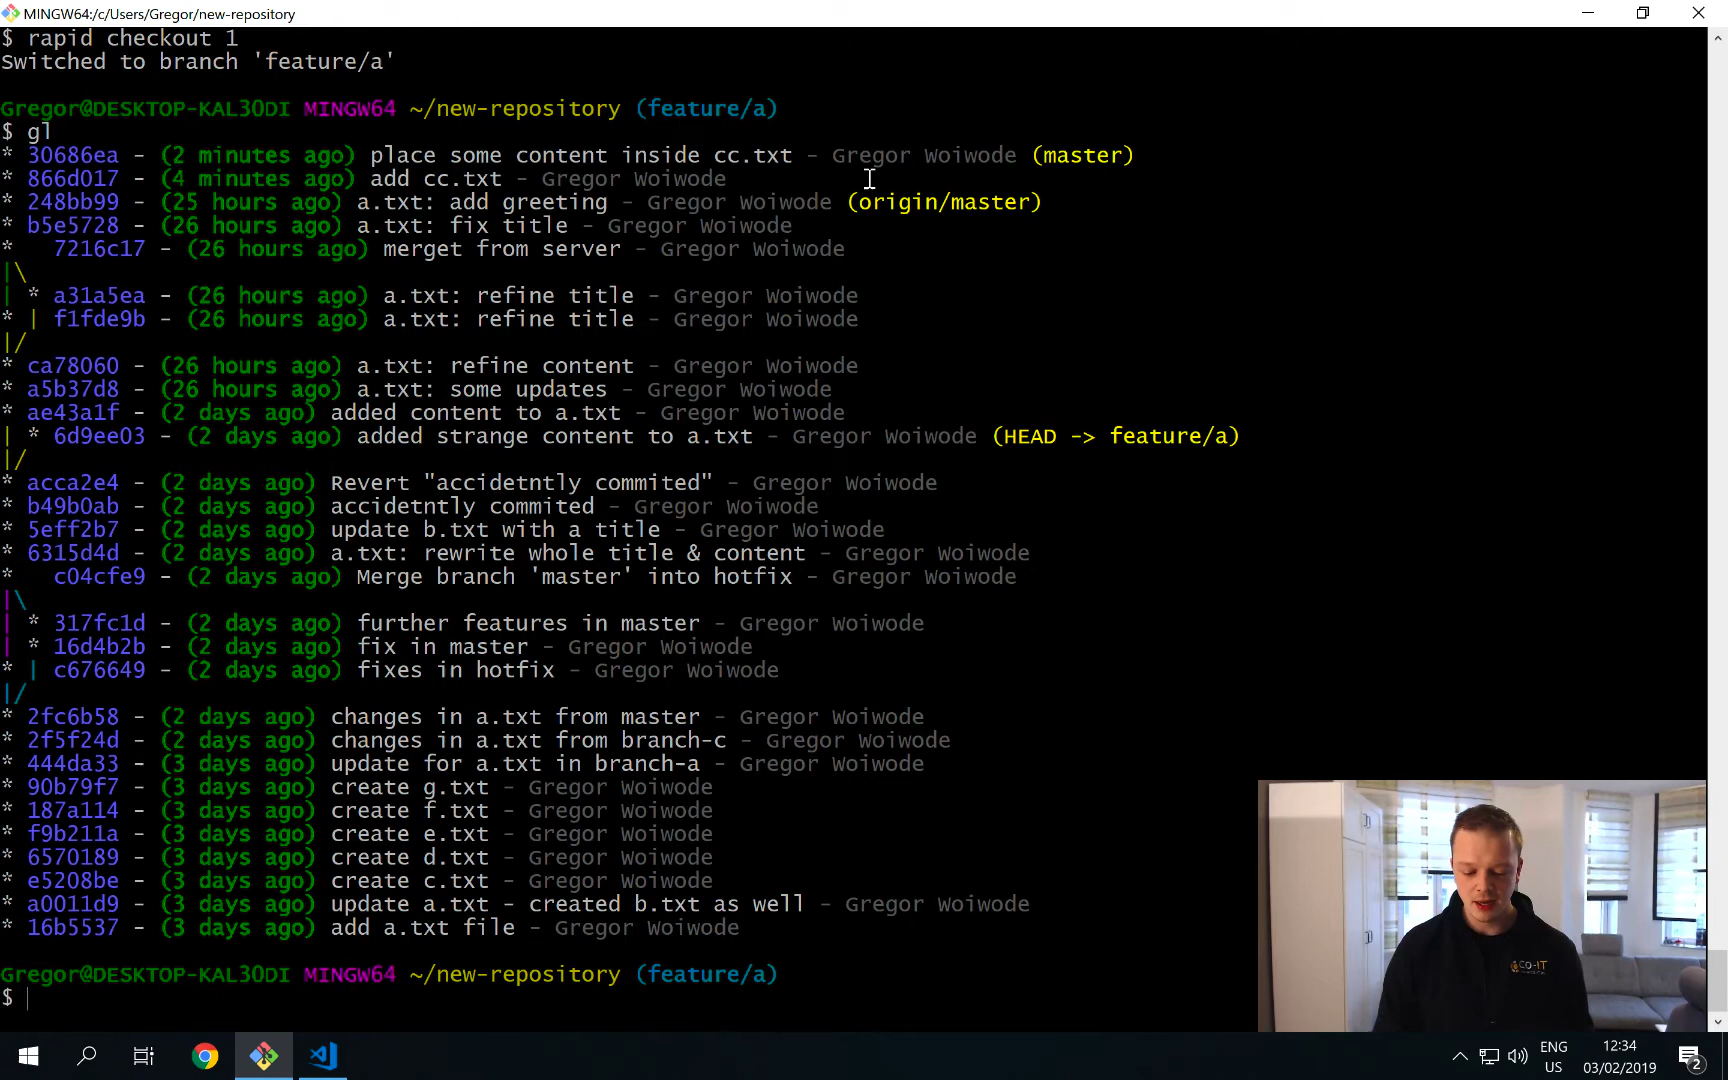 MINGW64:/c/Users/Gregor/new-repository
$ rapid checkout 1
Switched to branch 'feature/a'
Gregor@DESKTOP-KAL30DI MINGW64 ~/new-repository (feature/a)
$ gl
* 30686ea - (2 minutes ago) place some content inside cc.txt - Gregor Woiwode (master)
* 866d017 - (4 minutes ago) add cc.txt - Gregor Woiwode
* 248bb99 - (25 hours ago) a.txt: add greeting - Gregor Woiwode (origin/master)
* b5e5728 - (26 hours ago) a.txt: fix title - Gregor Woiwode
*   7216c17 - (26 hours ago) merget from server - Gregor Woiwode
|\
| * a31a5ea - (26 hours ago) a.txt: refine title - Gregor Woiwode
* | f1fde9b - (26 hours ago) a.txt: refine title - Gregor Woiwode
|/
* ca78060 - (26 hours ago) a.txt: refine content - Gregor Woiwode
* a5b37d8 - (26 hours ago) a.txt: some updates - Gregor Woiwode
* ae43a1f - (2 days ago) added content to a.txt - Gregor Woiwode
| * 6d9ee03 - (2 days ago) added strange content to a.txt - Gregor Woiwode (HEAD -> feature/a)
|/
* acca2e4 - (2 days ago) Revert "accidetntly commited" - Gregor Woiwode
* b49b0ab - (2 days ago) accidetntly commited - Gregor Woiwode
* 5eff2b7 - (2 days ago) update b.txt with a title - Gregor Woiwode
* 6315d4d - (2 days ago) a.txt: rewrite whole title & content - Gregor Woiwode
*   c04cfe9 - (2 days ago) Merge branch 'master' into hotfix - Gregor Woiwode
|\
| * 317fc1d - (2 days ago) further features in master - Gregor Woiwode
| * 16d4b2b - (2 days ago) fix in master - Gregor Woiwode
* | c676649 - (2 days ago) fixes in hotfix - Gregor Woiwode
|/
* 2fc6b58 - (2 days ago) changes in a.txt from master - Gregor Woiwode
* 2f5f24d - (2 days ago) changes in a.txt from branch-c - Gregor Woiwode
* 444da33 - (3 days ago) update for a.txt in branch-a - Gregor Woiwode
* 90b79f7 - (3 days ago) create g.txt - Gregor Woiwode
* 187a114 - (3 days ago) create f.txt - Gregor Woiwode
* f9b211a - (3 days ago) create e.txt - Gregor Woiwode
* 6570189 - (3 days ago) create d.txt - Gregor Woiwode
* e5208be - (3 days ago) create c.txt - Gregor Woiwode
* a0011d9 - (3 days ago) update a.txt - created b.txt as well - Gregor Woiwode
* 16b5537 - (3 days ago) add a.txt file - Gregor Woiwode
Gregor@DESKTOP-KAL30DI MINGW64 ~/new-repository (feature/a)
$
CO-IT
ENG
US
12:34
03/02/2019
2